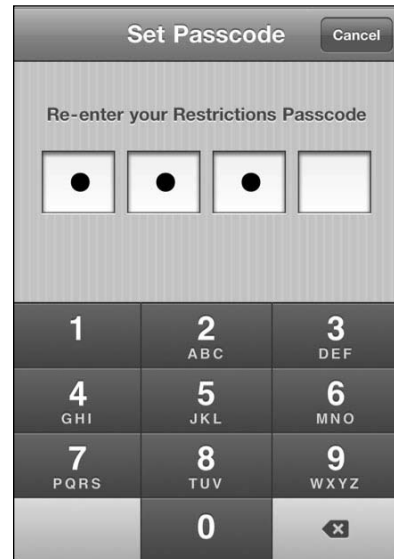 Set Passcode Cancel
Re-enter your Restrictions Passcode
1 2 3
ABC DEF
4 5 6
GHI JKL MNO
7 8 9
PQRS TUV WXYZ
0